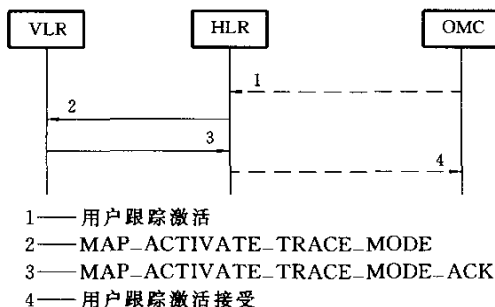 VLR HLR OMC
1
2
3
4
1——用户跟踪激活
2——MAP_ACTIVATE_TRACE_MODE
3——MAP_ACTIVATE_TRACE_MODE_ACK
4——用户跟踪激活接受